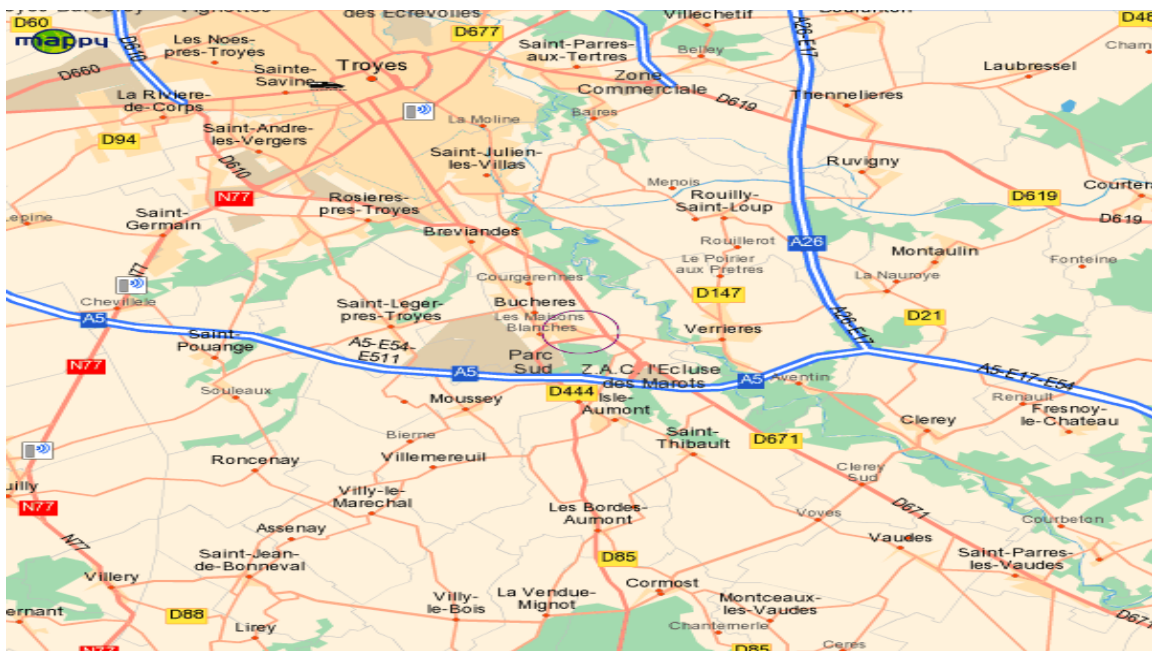 D60
mappy
D610
D660
Les Noes-
pres-Troyes
Sainte-
Savine
La Riviere-
de-Corps
Troyes
des Ecrevolles
D677
Villechetif
Belley
Saint-Parres-
aux-Tertres
Zone
Commerciale
A26-E17
D619
Thennelieres
Laubressel
D94
Saint-Andre-
les-Vergers
D610
La Moline
Baires
Saint-Julien-
les-Villas
Ruvigny
N77
Rosieres-
pres-Troyes
Menois
Rouilly-
Saint-Loup
D619
D619
Saint-
Germain
Breviandes
Rouillerot
A26
Montaulin
Fonteine
Le Poirier
aux Pretres
La Nauroye
Courgerennes
Saint-Leger-
pres-Troyes
Bucheres
Les Maisons
Blanches
D147
Verrieres
D21
A26-E17
A5
Saint-
Pouange
A5-E54-
E511
Parc
Sud
A5
Z.A.C. l'Ecluse
des Marots
A5
Aventin
A5-E17-E54
N77
Souleaux
Moussey
D444
Isle-
Aumont
Renault
Fresnoy-
le-Chateau
Clerey
Bierne
Saint-
Thibault
D671
Roncenay
Villemereuil
Clerey
Sud
N77
Villy-le-
Marechal
Les Bordes-
Aumont
Voves
D671
Courbeton
Assenay
Vaudes
N77
Saint-Jean-
de-Bonneval
D85
Saint-Parres-
les-Vaudes
Villery
Cormost
D88
Villy-
le-Bois
La Vendue-
Mignot
Montceaux-
les-Vaudes
D671
Lirey
Chantemerle
N77
D85
Ceres